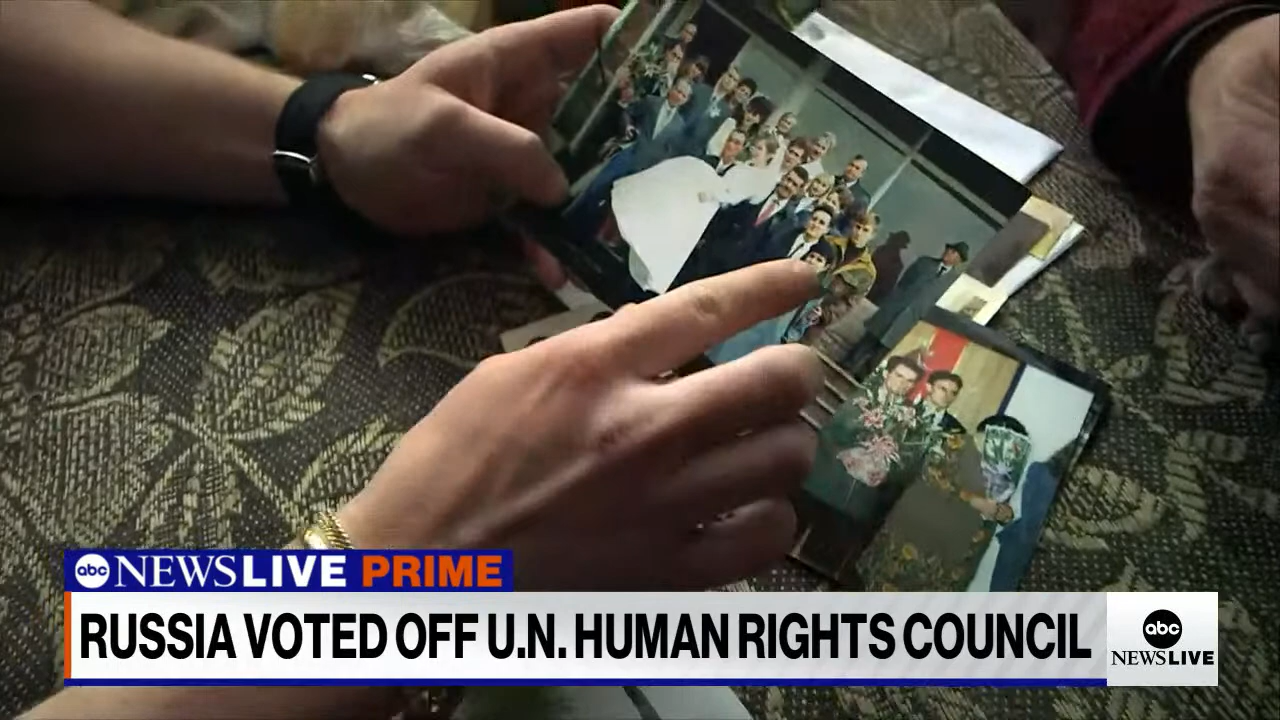 abc NEWS LIVE PRIME
RUSSIA VOTED OFF U.N. HUMAN RIGHTS COUNCIL
abc
NEWS LIVE